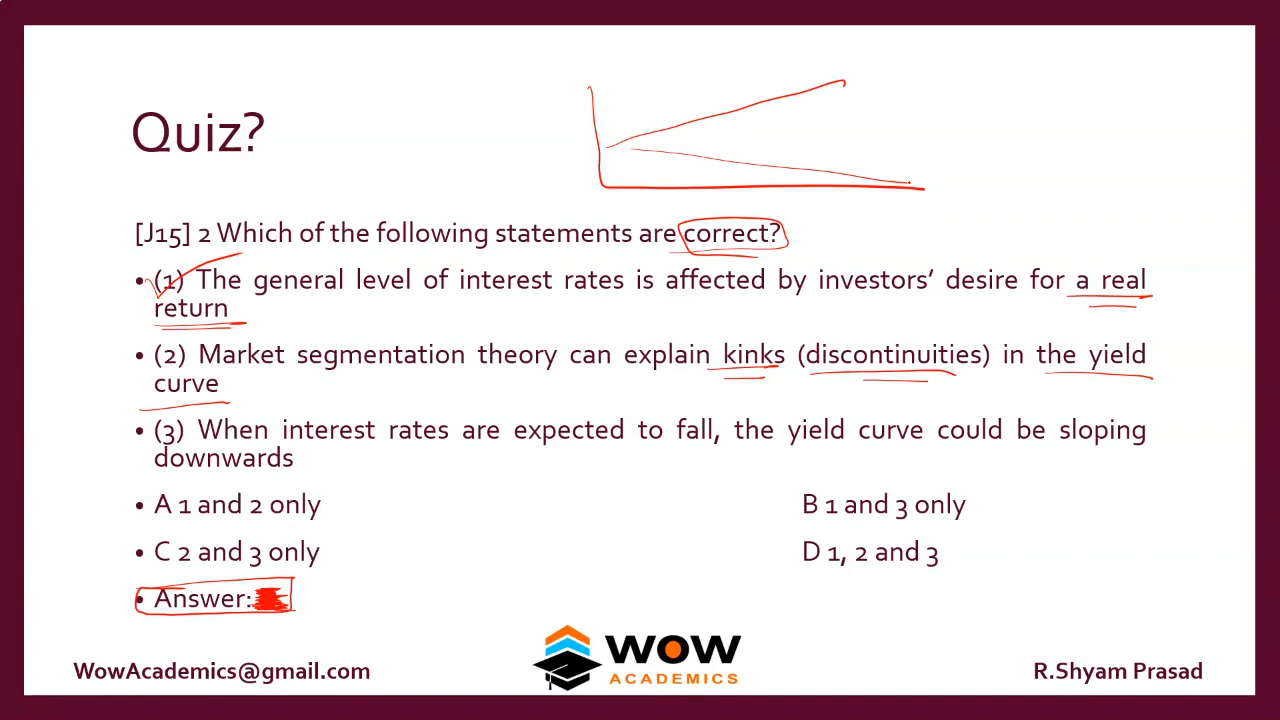 Quiz?
[J15] 2 Which of the following statements are correct?
• (1) The general level of interest rates is affected by investors’ desire for a real
return
• (2) Market segmentation theory can explain kinks (discontinuities) in the yield
curve
• (3) When interest rates are expected to fall, the yield curve could be sloping
downwards
• A 1 and 2 only B 1 and 3 only
• C 2 and 3 only D 1, 2 and 3
• Answer:
WowAcademics@gmail.com
WOW
ACADEMICS
R.Shyam Prasad